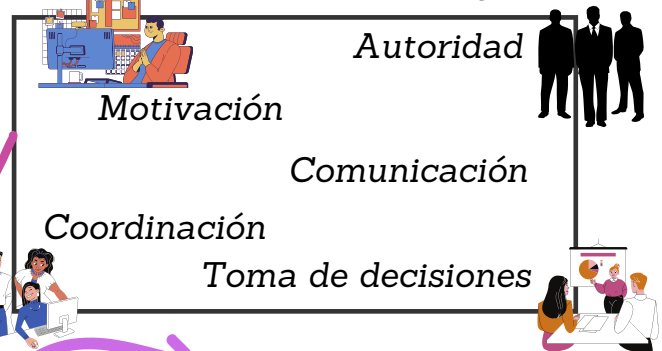 Autoridad
Motivación
Comunicación
Coordinación
Toma de decisiones